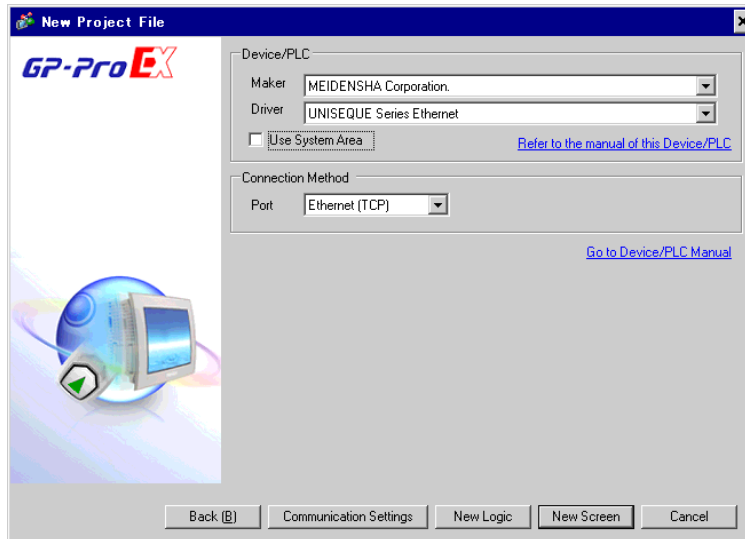 New Project File
GP-Pro EX
Device/PLC
Maker MEIDENSHA Corporation.
Driver UNISEQUE Series Ethernet
Use System Area Refer to the manual of this Device/PLC
Connection Method
Port Ethernet (TCP)
Go to Device/PLC Manual
Back (B) Communication Settings New Logic New Screen Cancel